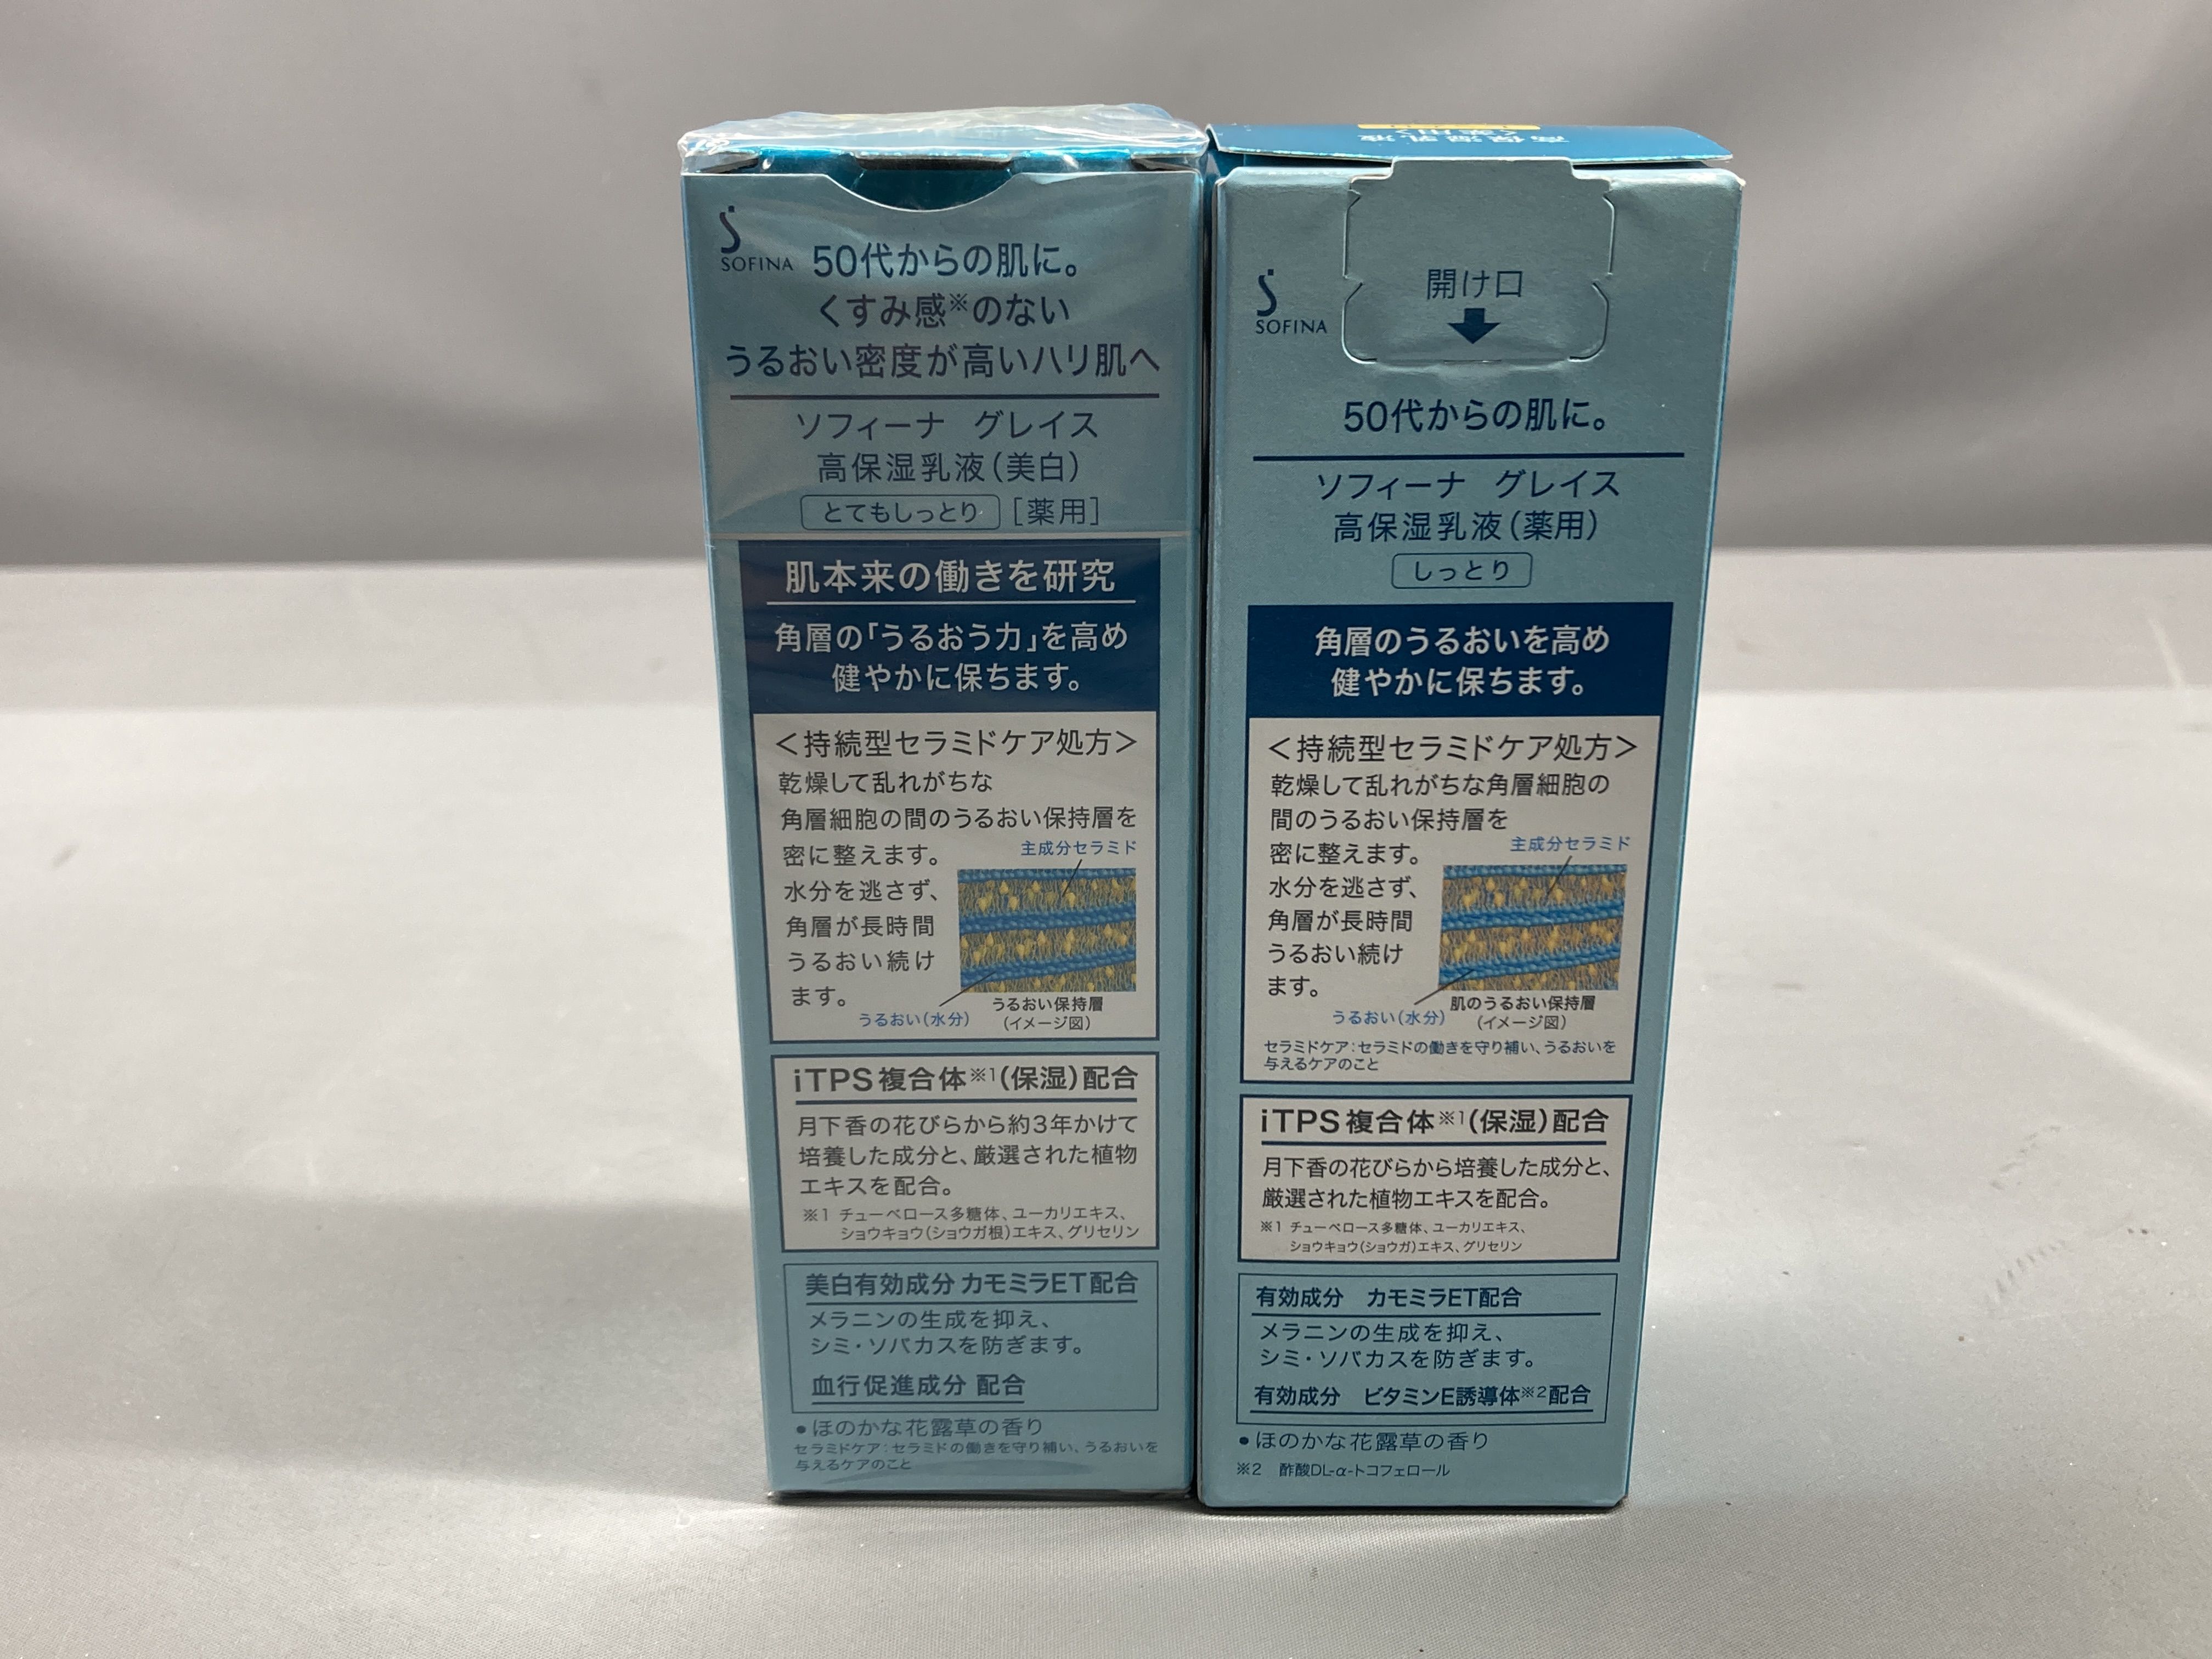 SOFINA
50代からの肌に。
くすみ感※のない
うるおい密度が高いハリ肌へ
ソフィーナ グレイス
高保湿乳液（美白）
とてもしっとり ［薬用］
肌本来の働きを研究
角層の「うるおう力」を高め
健やかに保ちます。
＜持続型セラミドケア処方＞
乾燥して乱れがちな
角層細胞の間のうるおい保持層を
密に整えます。
水分を逃さず、
角層が長時間
うるおい続け
ます。
主成分セラミド
うるおい（水分）
うるおい保持層
（イメージ図）
iTPS複合体※1（保湿）配合
月下香の花びらから約3年かけて
培養した成分と、厳選された植物
エキスを配合。
※1 チューベロース多糖体、ユーカリエキス、
ショウキョウ（ショウガ根）エキス、グリセリン
美白有効成分 カモミラET配合
メラニンの生成を抑え、
シミ・ソバカスを防ぎます。
血行促進成分 配合
●ほのかな花露草の香り
セラミドケア：セラミドの働きを守り補い、うるおいを
与えるケアのこと
高保湿乳液
＜薬用＞
開け口
SOFINA
50代からの肌に。
ソフィーナ グレイス
高保湿乳液（薬用）
しっとり
角層のうるおいを高め
健やかに保ちます。
＜持続型セラミドケア処方＞
乾燥して乱れがちな角層細胞の
間のうるおい保持層を
密に整えます。
水分を逃さず、
角層が長時間
うるおい続け
ます。
主成分セラミド
うるおい（水分）
肌のうるおい保持層
（イメージ図）
セラミドケア：セラミドの働きを守り補い、うるおいを
与えるケアのこと
iTPS複合体※1（保湿）配合
月下香の花びらから培養した成分と、
厳選された植物エキスを配合。
※1 チューベロース多糖体、ユーカリエキス、
ショウキョウ（ショウガ）エキス、グリセリン
有効成分 カモミラET配合
メラニンの生成を抑え、
シミ・ソバカスを防ぎます。
有効成分 ビタミンE誘導体※2配合
●ほのかな花露草の香り
※2 酢酸DL-α-トコフェロール